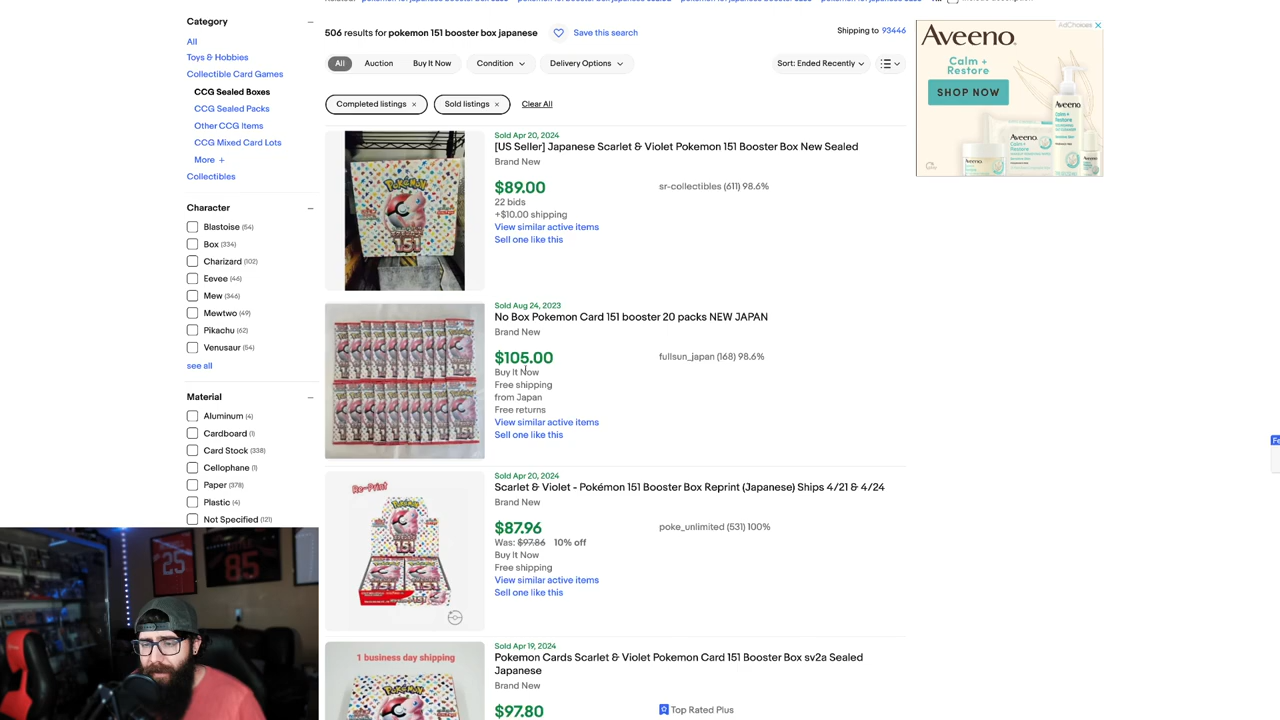 Category
All
Toys & Hobbies
Collectible Card Games
CCG Sealed Boxes
CCG Sealed Packs
Other CCG Items
CCG Mixed Card Lots
More +
Collectibles
Character
Blastoise (54)
Box (334)
Charizard (102)
Eevee (46)
Mew (346)
Mewtwo (49)
Pikachu (62)
Venusaur (54)
see all
Material
Aluminum (4)
Cardboard (1)
Card Stock (338)
Cellophane (1)
Paper (378)
Plastic (4)
Not Specified (121)
506 results for pokemon 151 booster box japanese
Save this search
Shipping to 93446
All
Auction
Buy It Now
Condition
Delivery Options
Sort: Ended Recently
Completed listings ×
Sold listings ×
Clear All
Sold Apr 20, 2024
[US Seller] Japanese Scarlet & Violet Pokemon 151 Booster Box New Sealed
Brand New
$89.00
22 bids
+$10.00 shipping
View similar active items
Sell one like this
sr-collectibles (611) 98.6%
POKÉMON
151
Sold Aug 24, 2023
No Box Pokemon Card 151 booster 20 packs NEW JAPAN
Brand New
$105.00
Buy It Now
Free shipping
from Japan
Free returns
View similar active items
Sell one like this
fullsun_japan (168) 98.6%
Sold Apr 20, 2024
Scarlet & Violet - Pokémon 151 Booster Box Reprint (Japanese) Ships 4/21 & 4/24
Brand New
$87.96
Was: $97.86 10% off
Buy It Now
Free shipping
View similar active items
Sell one like this
poke_unlimited (531) 100%
Re-Print
POKÉMON
151
Sold Apr 19, 2024
Pokemon Cards Scarlet & Violet Pokemon Card 151 Booster Box sv2a Sealed
Japanese
Brand New
$97.80
Top Rated Plus
1 business day shipping
AdChoices
Aveeno
Calm +
Restore
SHOP NOW
Aveeno
25
85